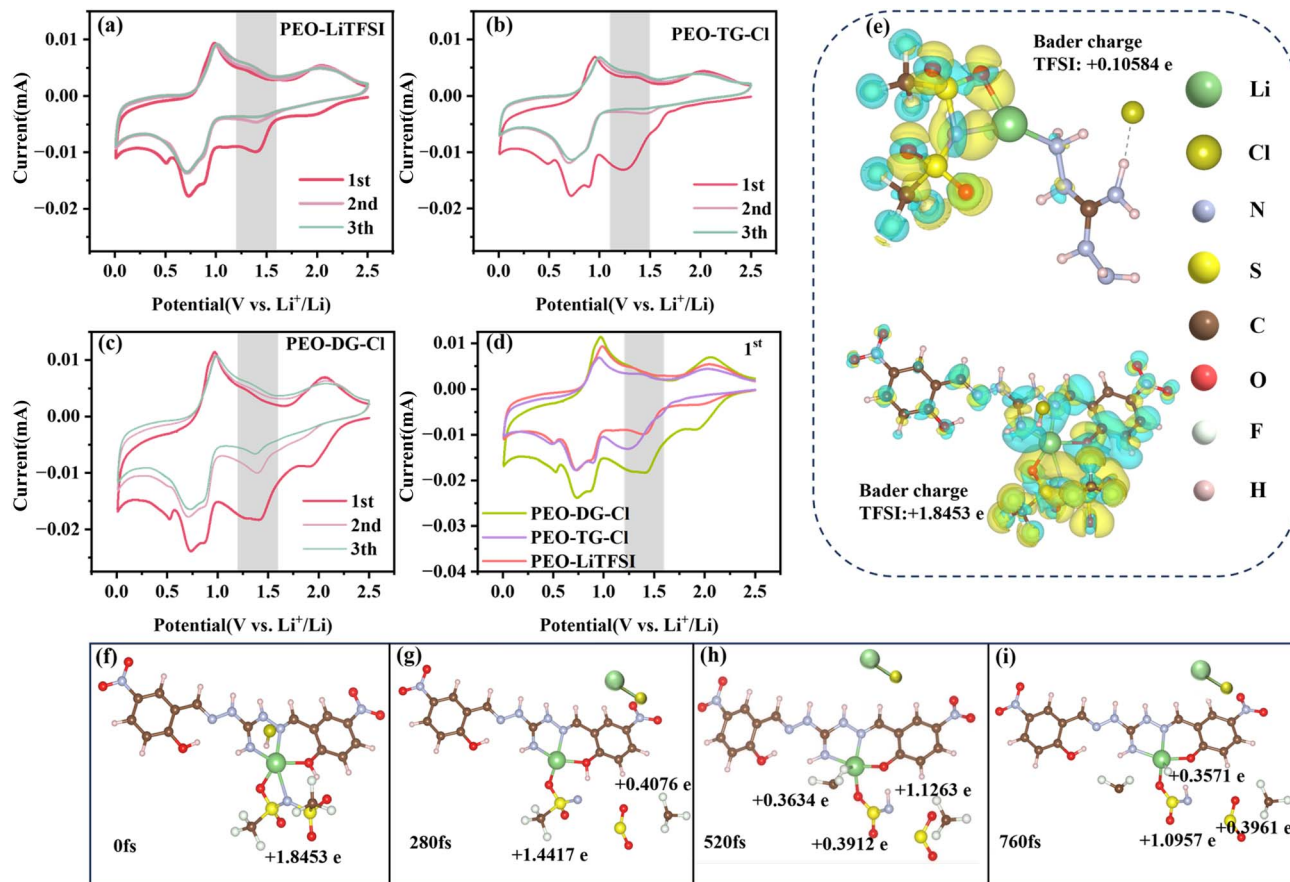 (a)
PEO-LiTFSI
0.01
0.00
−0.01
−0.02
Current(mA)
1st
2nd
3th
0.0 0.5 1.0 1.5 2.0 2.5
Potential(V vs. Li⁺/Li)
(b)
PEO-TG-Cl
0.01
0.00
−0.01
−0.02
Current(mA)
1st
2nd
3th
0.0 0.5 1.0 1.5 2.0 2.5
Potential(V vs. Li⁺/Li)
(c)
PEO-DG-Cl
0.01
0.00
−0.01
−0.02
Current(mA)
1st
2nd
3th
0.0 0.5 1.0 1.5 2.0 2.5
Potential(V vs. Li⁺/Li)
(d)
1ˢᵗ
0.01
0.00
−0.01
−0.02
−0.03
−0.04
Current(mA)
PEO-DG-Cl
PEO-TG-Cl
PEO-LiTFSI
0.0 0.5 1.0 1.5 2.0 2.5
Potential(V vs. Li⁺/Li)
(e)
Bader charge
TFSI: +0.10584 e
Bader charge
TFSI:+1.8453 e
Li
Cl
N
S
C
O
F
H
(f)
0fs
+1.8453 e
(g)
+0.4076 e
280fs
+1.4417 e
(h)
+0.3634 e
+1.1263 e
520fs
+0.3912 e
(i)
+0.3571 e
760fs
+1.0957 e
+0.3961 e